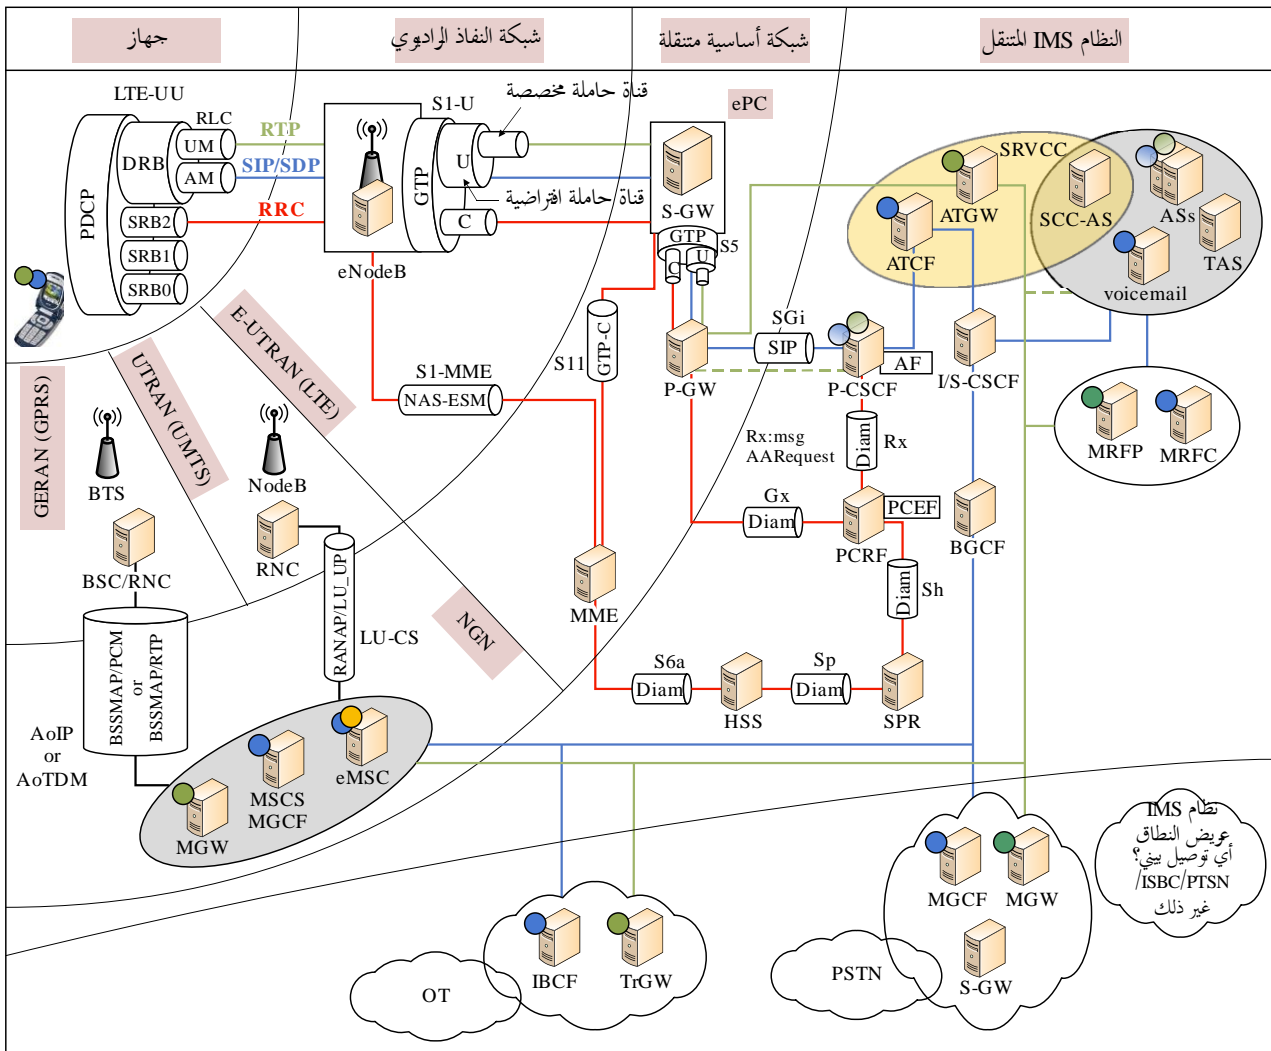 جهاز
شبكة النفاذ الراديوي
شبكة أساسية متنقلة
النظام IMS المتنقل
LTE-UU
RLC
UM
AM
DRB
PDCP
SRB2
SRB1
SRB0
RTP
SIP/SDP
RRC
S1-U
قناة حاملة مخصصة
GTP
U
C
قناة حاملة افتراضية
eNodeB
ePC
S-GW
GTP
S5
C
U
SRVCC
ATGW
ATCF
SCC-AS
ASs
TAS
voicemail
S11
GTP-C
P-GW
SGi
SIP
P-CSCF
AF
I/S-CSCF
MRFP
MRFC
S1-MME
NAS-ESM
GERAN (GPRS)
UTRAN (UMTS)
E-UTRAN (LTE)
NGN
BTS
NodeB
BSC/RNC
RNC
Rx:msg
AARequest
Diam
Rx
Gx
Diam
PCEF
PCRF
BGCF
Diam
Sh
MME
S6a
Diam
HSS
Sp
Diam
SPR
RANAP/LU_UP
LU-CS
BSSMAP/PCM
or
BSSMAP/RTP
AoIP
or
AoTDM
MGW
MSCS
MGCF
eMSC
OT
IBCF
TrGW
PSTN
MGCF
MGW
S-GW
نظام IMS
عريض النطاق
أي توصيل بيني؟
ISBC/PTSN/
غير ذلك